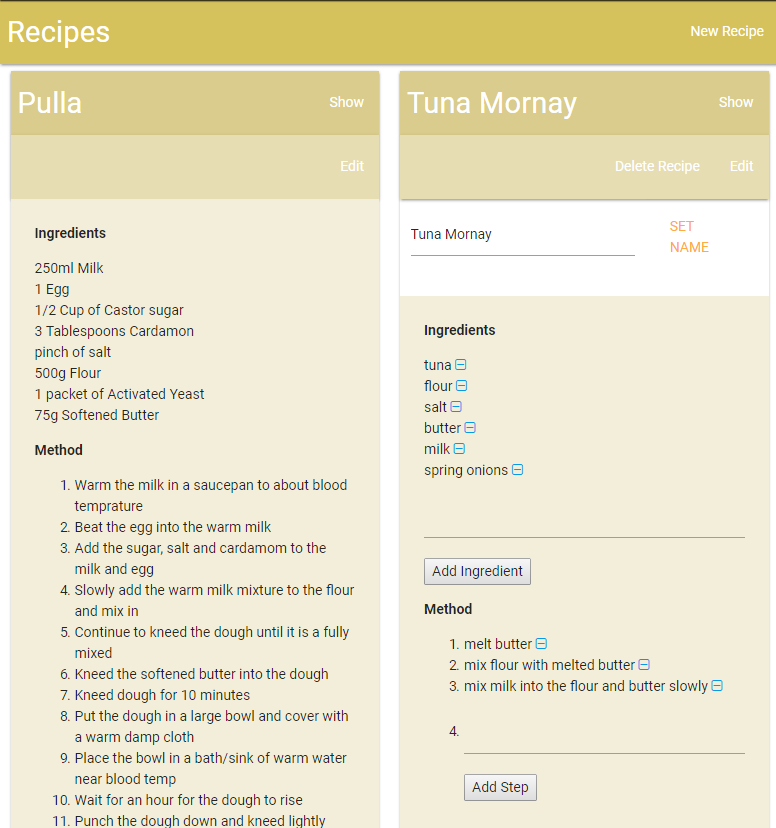 Recipes
New Recipe
Pulla
Show
Edit
Ingredients
250ml Milk
1 Egg
1/2 Cup of Castor sugar
3 Tablespoons Cardamon
pinch of salt
500g Flour
1 packet of Activated Yeast
75g Softened Butter
Method
1. Warm the milk in a saucepan to about blood
temprature
2. Beat the egg into the warm milk
3. Add the sugar, salt and cardamom to the
milk and egg
4. Slowly add the warm milk mixture to the flour
and mix in
5. Continue to kneed the dough until it is a fully
mixed
6. Kneed the softened butter into the dough
7. Kneed dough for 10 minutes
8. Put the dough in a large bowl and cover with
a warm damp cloth
9. Place the bowl in a bath/sink of warm water
near blood temp
10. Wait for an hour for the dough to rise
11. Punch the dough down and kneed lightly
Tuna Mornay
Show
Delete Recipe
Edit
Tuna Mornay
SET
NAME
Ingredients
tuna
flour
salt
butter
milk
spring onions
Add Ingredient
Method
1. melt butter
2. mix flour with melted butter
3. mix milk into the flour and butter slowly
4.
Add Step